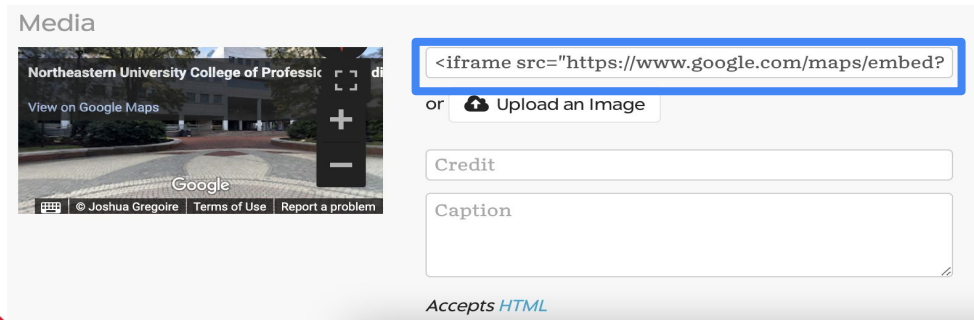 Media
Northeastern University College of Professic
di
View on Google Maps
Google
© Joshua Gregoire Terms of Use Report a problem
<iframe src="https://www.google.com/maps/embed?
or Upload an Image
Credit
Caption
Accepts HTML